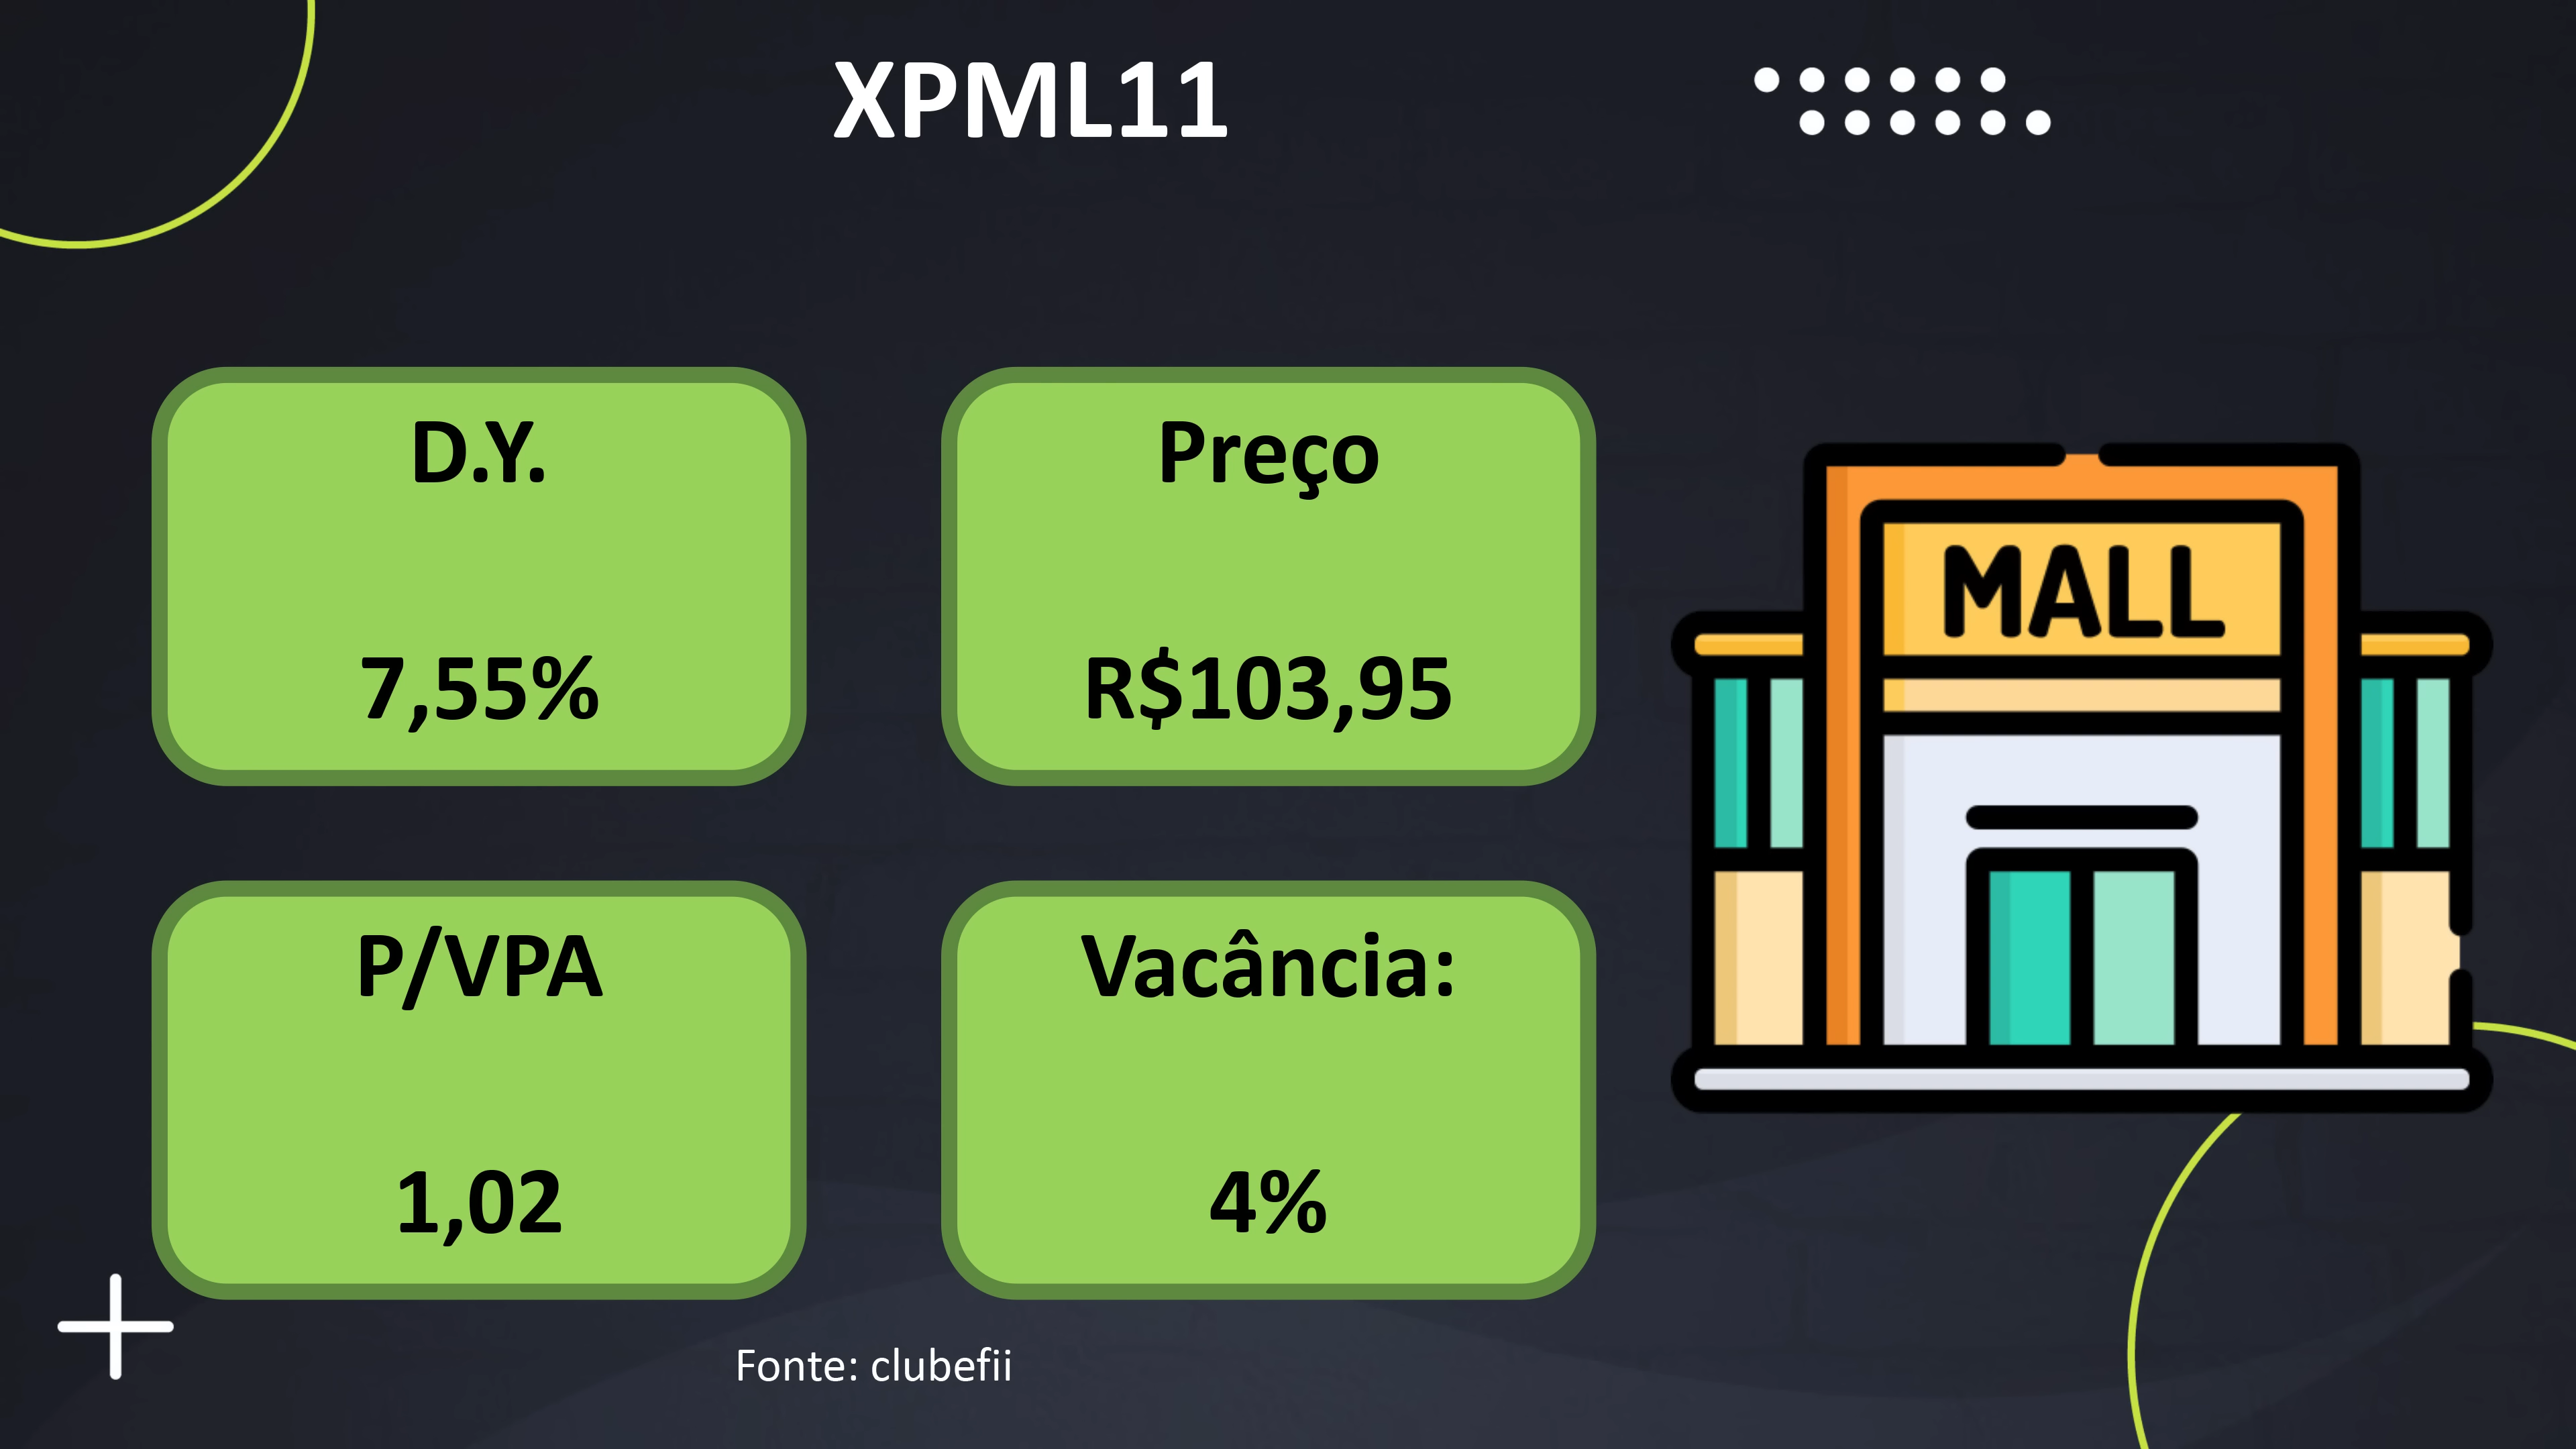 XPML11
D.Y.
7,55%
Preço
R$103,95
MALL
P/VPA
1,02
Vacância:
4%
Fonte: clubefii